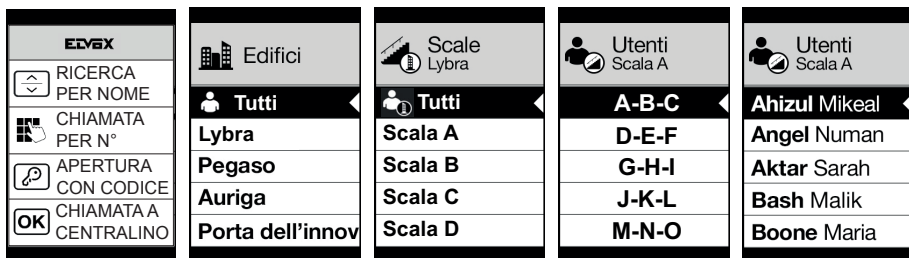 ELVOX
RICERCA
PER NOME
CHIAMATA
PER N°
APERTURA
CON CODICE
OK
CHIAMATA A
CENTRALINO
Edifici
Tutti
Lybra
Pegaso
Auriga
Porta dell'innov
Scale
Lybra
Tutti
Scala A
Scala B
Scala C
Scala D
Utenti
Scala A
A-B-C
D-E-F
G-H-I
J-K-L
M-N-O
Utenti
Scala A
Ahizul Mikeal
Angel Numan
Aktar Sarah
Bash Malik
Boone Maria